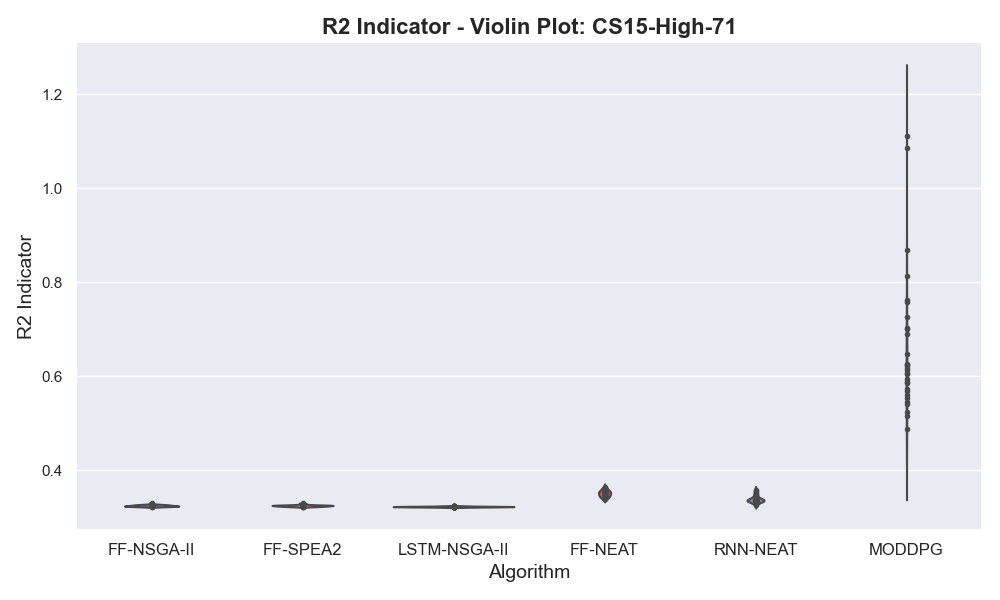 R2 Indicator - Violin Plot: CS15-High-71
R2 Indicator
1.2
1.0
0.8
0.6
0.4
FF-NSGA-II FF-SPEA2 LSTM-NSGA-II FF-NEAT RNN-NEAT MODDPG
Algorithm